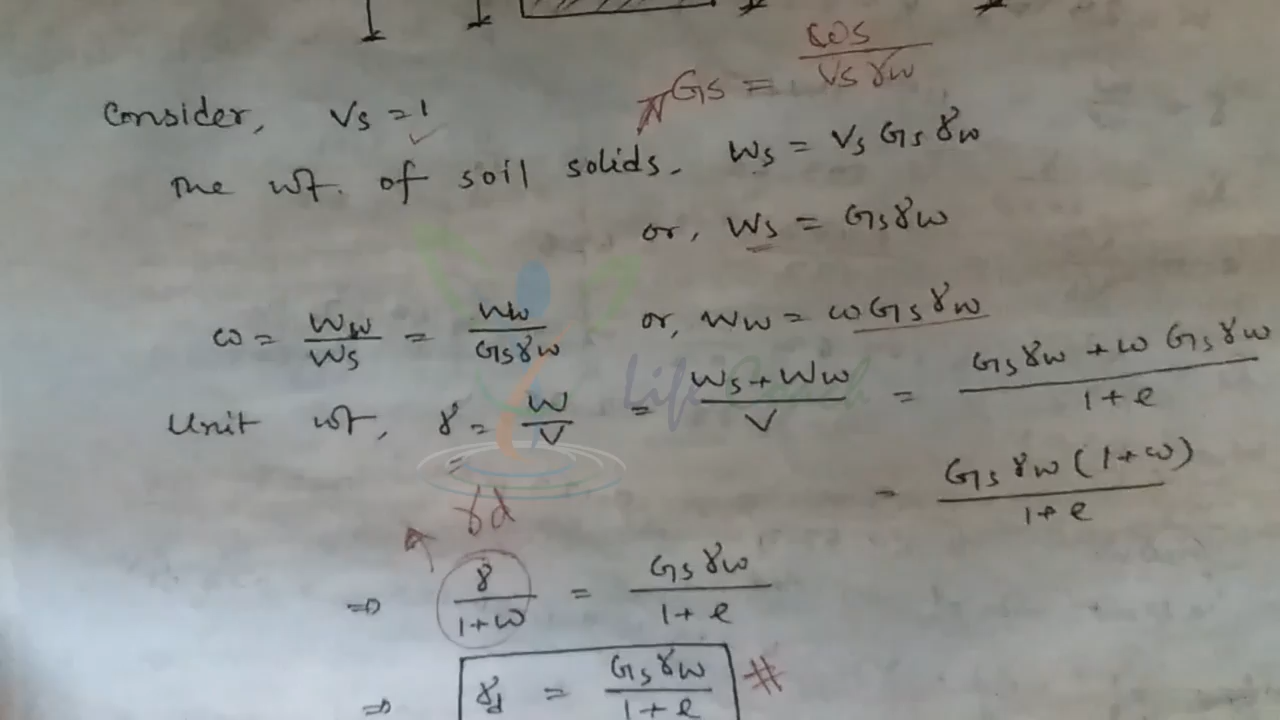 Gs = ωs / Vs γw
Consider, Vs = 1
The wt. of soil solids, Ws = Vs Gs γw
or, Ws = Gs γw
ω = Ww / Ws = Ww / Gs γw or, Ww = ω Gs γw
Unit wt, γ = W / V = Ws + Ww / V = Gs γw + ω Gs γw / 1 + e
= Gs γw (1 + ω) / 1 + e
γd
⇒ γ / 1 + ω = Gs γw / 1 + e
⇒ γd = Gs γw / 1 + e #